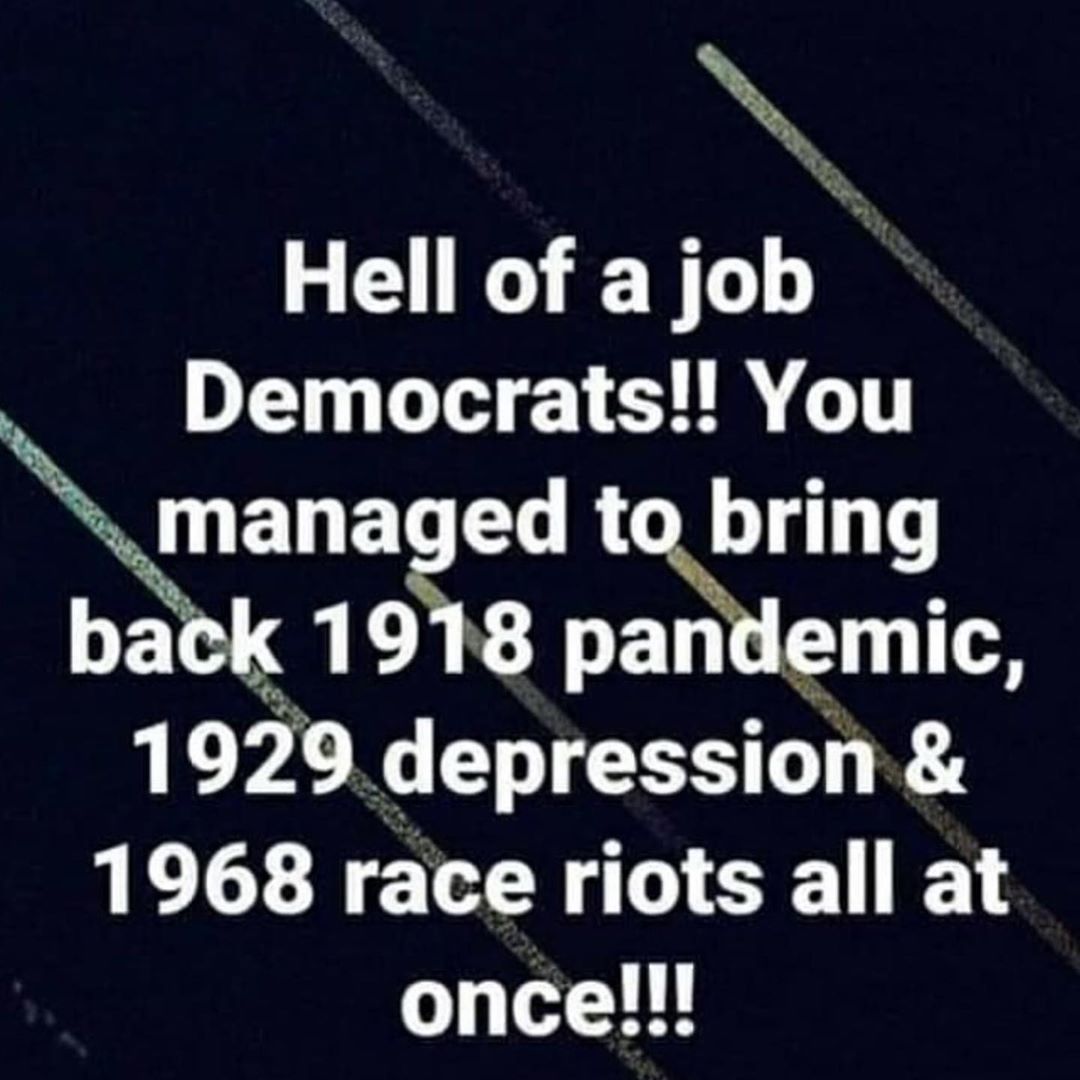 Hell of a job
Democrats!! You
managed to bring
back 1918 pandemic,
1929 depression &
1968 race riots all at
once!!!